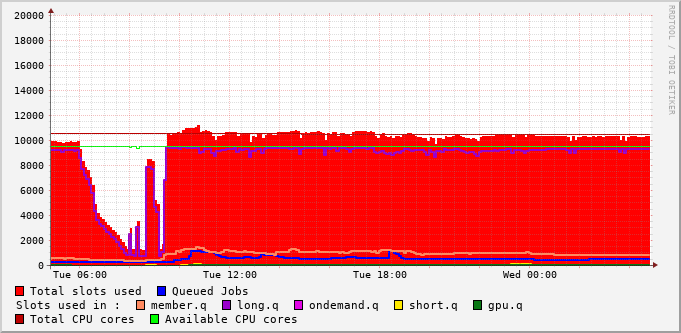 20000
18000
16000
14000
12000
10000
8000
6000
4000
2000
0
Tue 06:00 Tue 12:00 Tue 18:00 Wed 00:00
Total slots used Queued Jobs
Slots used in : member.q long.q ondemand.q short.q gpu.q
Total CPU cores Available CPU cores
RRDTOOL / TOBI OETIKER